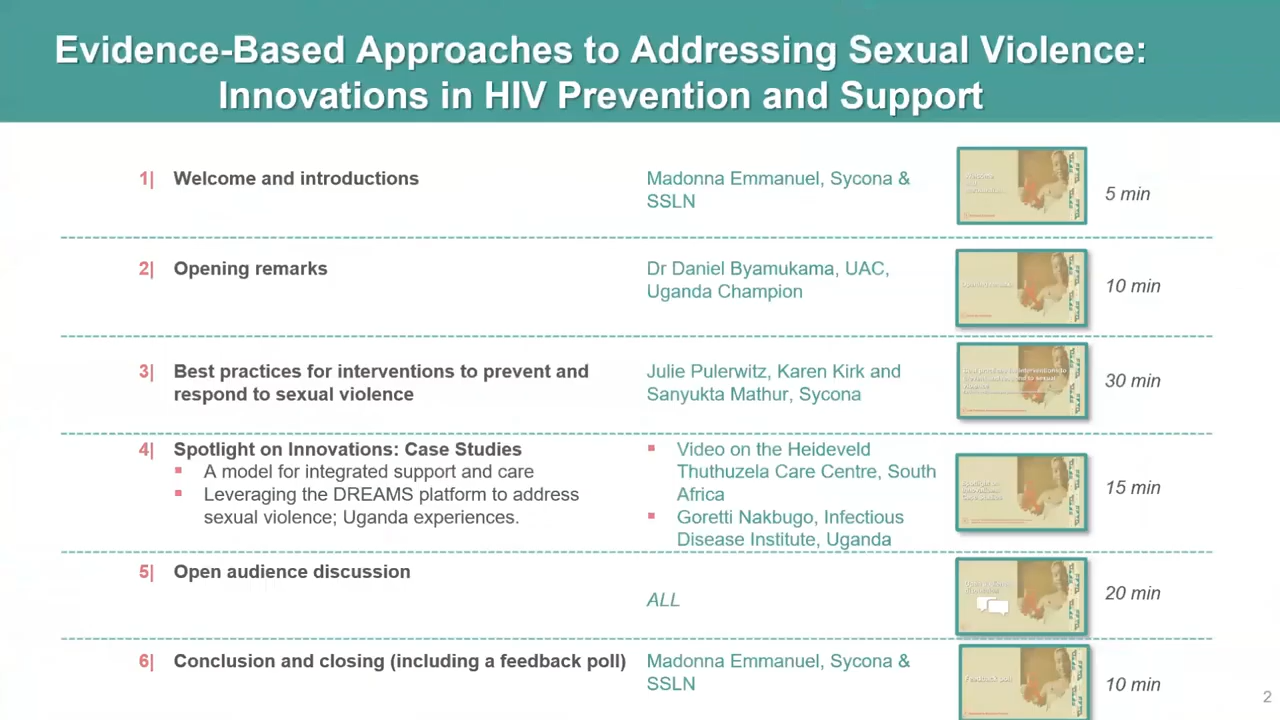 Evidence-Based Approaches to Addressing Sexual Violence:
Innovations in HIV Prevention and Support
1| Welcome and introductions
Madonna Emmanuel, Sycona &
SSLN
5 min
2| Opening remarks
Dr Daniel Byamukama, UAC,
Uganda Champion
10 min
3| Best practices for interventions to prevent and
respond to sexual violence
Julie Pulerwitz, Karen Kirk and
Sanyukta Mathur, Sycona
30 min
4| Spotlight on Innovations: Case Studies
▪ A model for integrated support and care
▪ Leveraging the DREAMS platform to address
sexual violence; Uganda experiences.
▪ Video on the Heideveld
Thuthuzela Care Centre, South
Africa
▪ Goretti Nakbugo, Infectious
Disease Institute, Uganda
15 min
5| Open audience discussion
ALL
20 min
6| Conclusion and closing (including a feedback poll)
Madonna Emmanuel, Sycona &
SSLN
Feedback poll
10 min
2